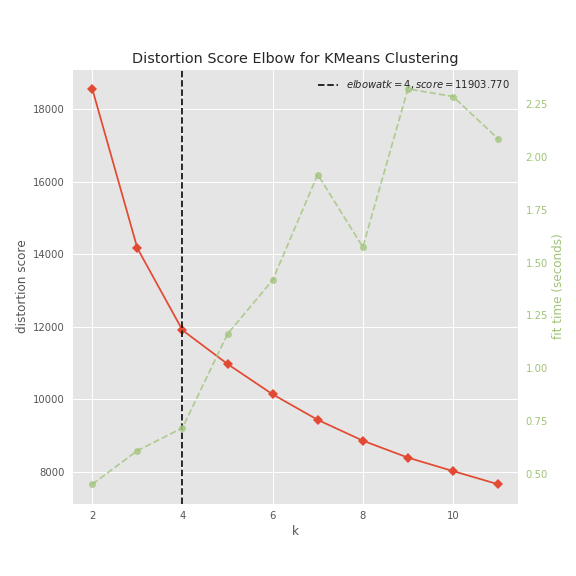 Distortion Score Elbow for KMeans Clustering
elbowatk = 4, score = 11903.770
distortion score
18000
16000
14000
12000
10000
8000
2.25
2.00
1.75
1.50
1.25
1.00
0.75
0.50
fit time (seconds)
2 4 6 8 10
k